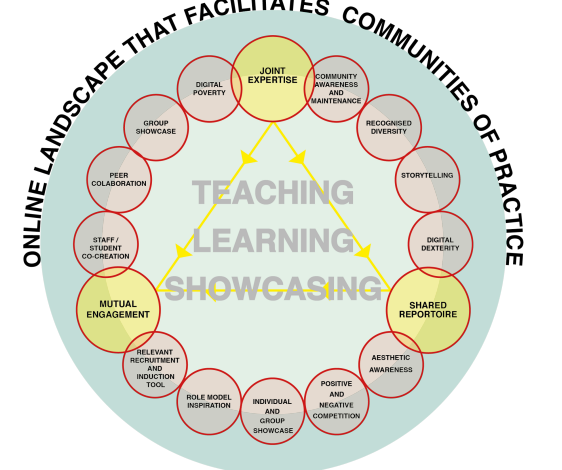 ONLINE LANDSCAPE THAT FACILITATES COMMUNITIES OF PRACTICE
JOINT
EXPERTISE
COMMUNITY
AWARENESS
AND
MAINTENANCE
RECOGNISED
DIVERSITY
STORYTELLING
DIGITAL
DEXTERITY
SHARED
REPORTOIRE
AESTHETIC
AWARENESS
POSITIVE
AND
NEGATIVE
COMPETITION
INDIVIDUAL
AND
GROUP
SHOWCASE
ROLE MODEL
INSPIRATION
RELEVANT
RECRUITMENT
AND
INDUCTION
TOOL
MUTUAL
ENGAGEMENT
STAFF /
STUDENT
CO-CREATION
PEER
COLABORATION
GROUP
SHOWCASE
DIGITAL
POVERTY
TEACHING
LEARNING
SHOWCASING